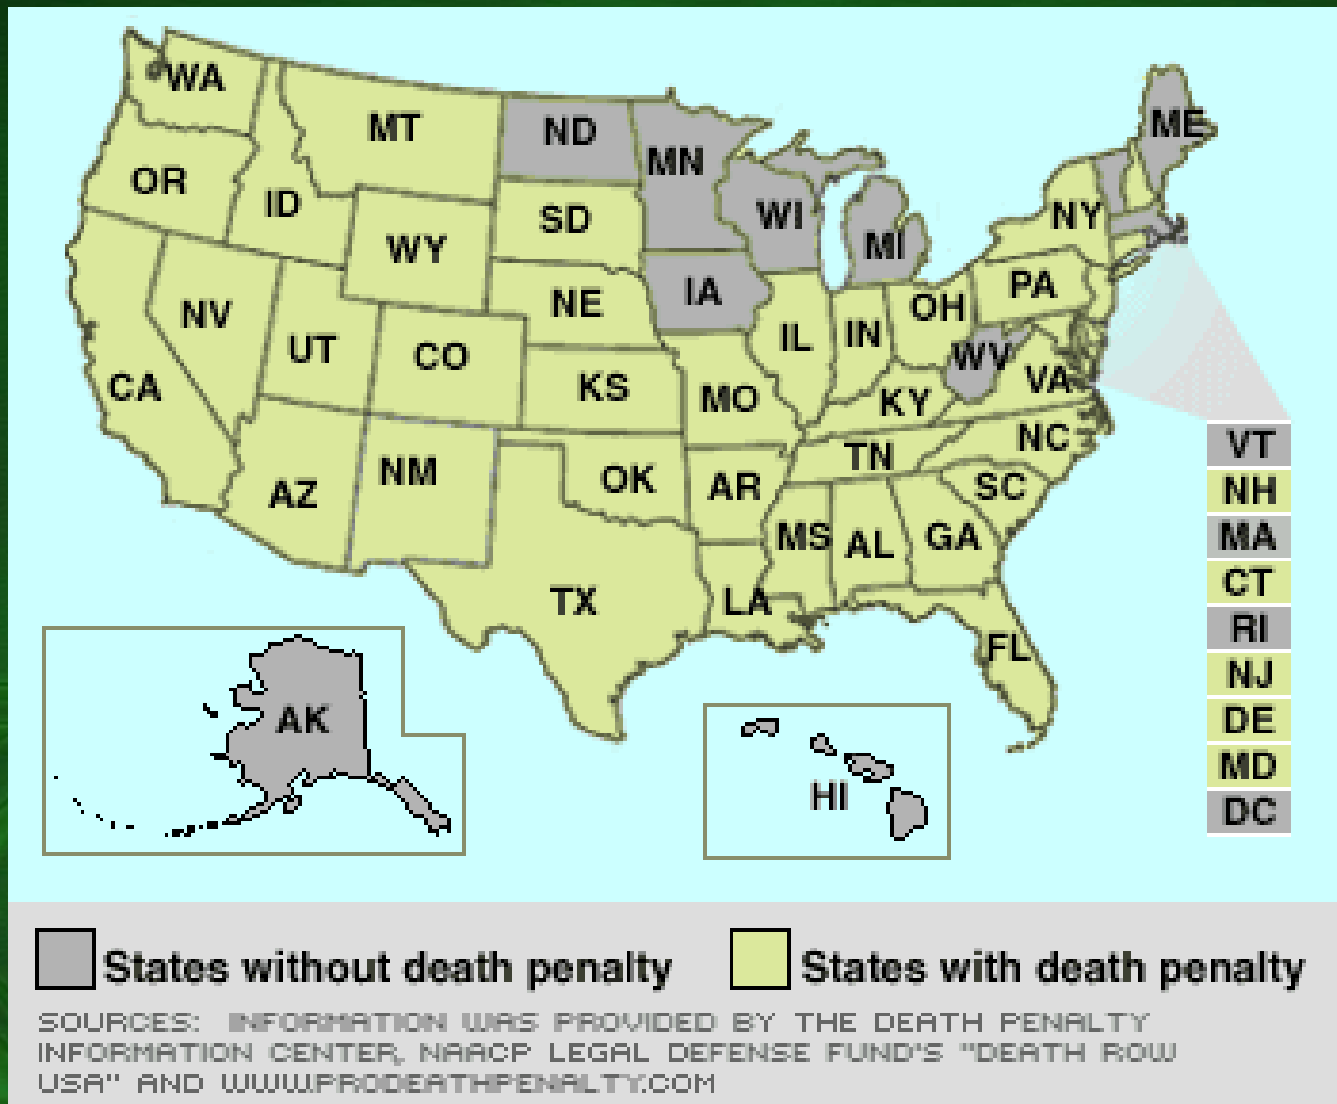 WA
MT
ND
MN
ME
OR
ID
SD
WI
NY
WY
MI
NE
IA
PA
NV
OH
UT
CO
IL
IN
WV
CA
KS
MO
KY
VA
NC
TN
AZ
NM
OK
AR
SC
MS
AL
GA
TX
LA
FL
AK
HI
VT
NH
MA
CT
RI
NJ
DE
MD
DC
States without death penalty
States with death penalty
SOURCES: INFORMATION WAS PROVIDED BY THE DEATH PENALTY
INFORMATION CENTER, NAACP LEGAL DEFENSE FUND'S "DEATH ROW
USA" AND WWW.PRODEATHPENALTY.COM